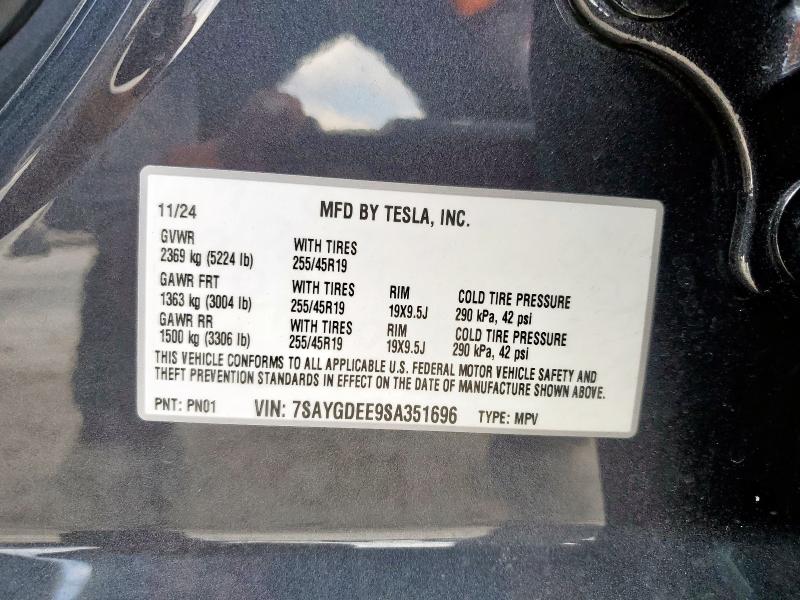 11/24 MFD BY TESLA, INC.
GVWR WITH TIRES
2369 kg (5224 lb) 255/45R19
GAWR FRT WITH TIRES RIM COLD TIRE PRESSURE
1363 kg (3004 lb) 255/45R19 19X9.5J 290 kPa, 42 psi
GAWR RR WITH TIRES RIM COLD TIRE PRESSURE
1500 kg (3306 lb) 255/45R19 19X9.5J 290 kPa, 42 psi
THIS VEHICLE CONFORMS TO ALL APPLICABLE U.S. FEDERAL MOTOR VEHICLE SAFETY AND
THEFT PREVENTION STANDARDS IN EFFECT ON THE DATE OF MANUFACTURE SHOWN ABOVE.
PNT: PN01 VIN: 7SAYGDEE9SA351696 TYPE: MPV